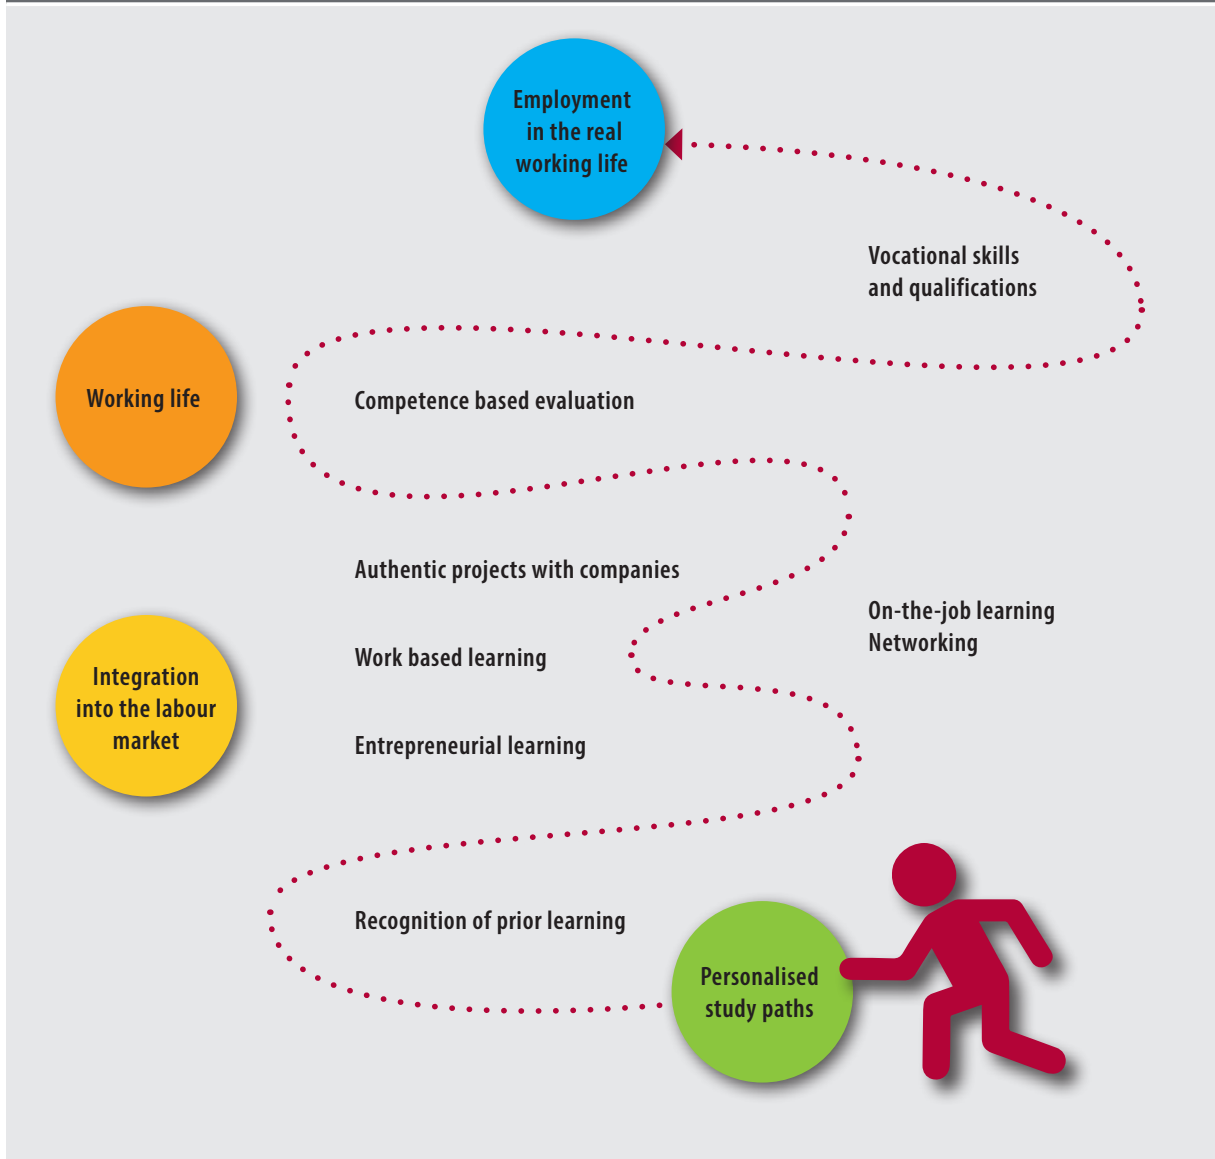 Employment
in the real
working life
Vocational skills
and qualifications
Working life
Competence based evaluation
Authentic projects with companies
On-the-job learning
Networking
Work based learning
Integration
into the labour
market
Entrepreneurial learning
Recognition of prior learning
Personalised
study paths